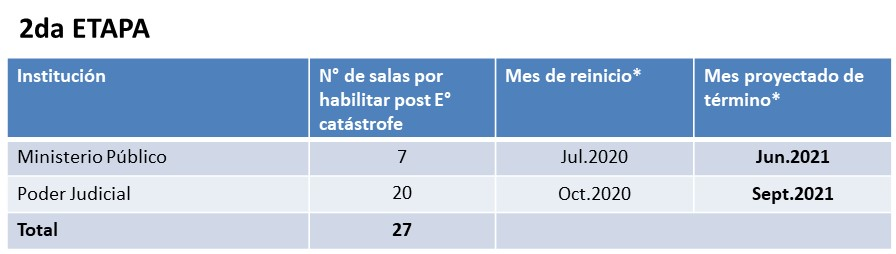 2da ETAPA
Institución
N° de salas por
habilitar post E°
catástrofe
Mes de reinicio*
Mes proyectado de
término*
Ministerio Público 7 Jul.2020 Jun.2021
Poder Judicial 20 Oct.2020 Sept.2021
Total 27